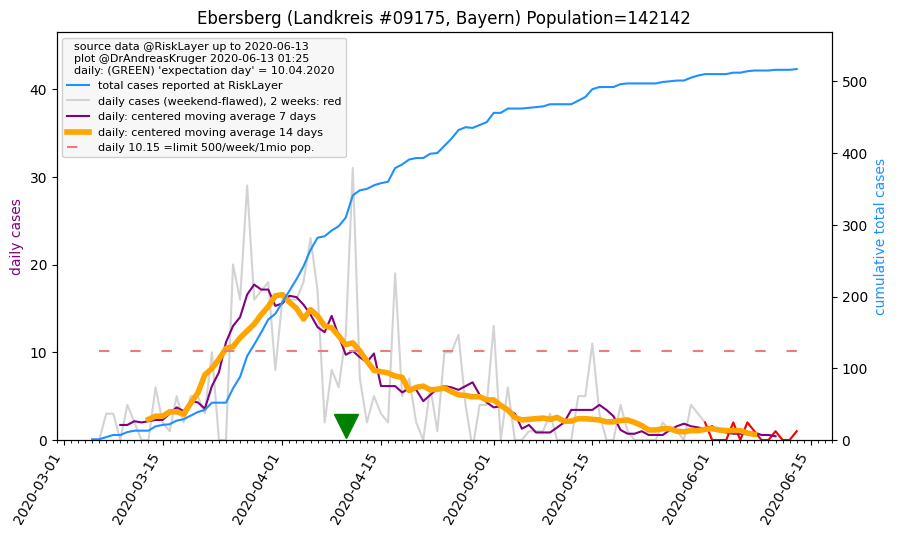 Ebersberg (Landkreis #09175, Bayern) Population=142142
source data @RiskLayer up to 2020-06-13
plot @DrAndreasKruger 2020-06-13 01:25
daily: (GREEN) 'expectation day' = 10.04.2020
total cases reported at RiskLayer
daily cases (weekend-flawed), 2 weeks: red
daily: centered moving average 7 days
daily: centered moving average 14 days
daily 10.15 =limit 500/week/1mio pop.
daily cases
40
30
20
10
0
cumulative total cases
500
400
300
200
100
0
2020-03-01
2020-03-15
2020-04-01
2020-04-15
2020-05-01
2020-05-15
2020-06-01
2020-06-15